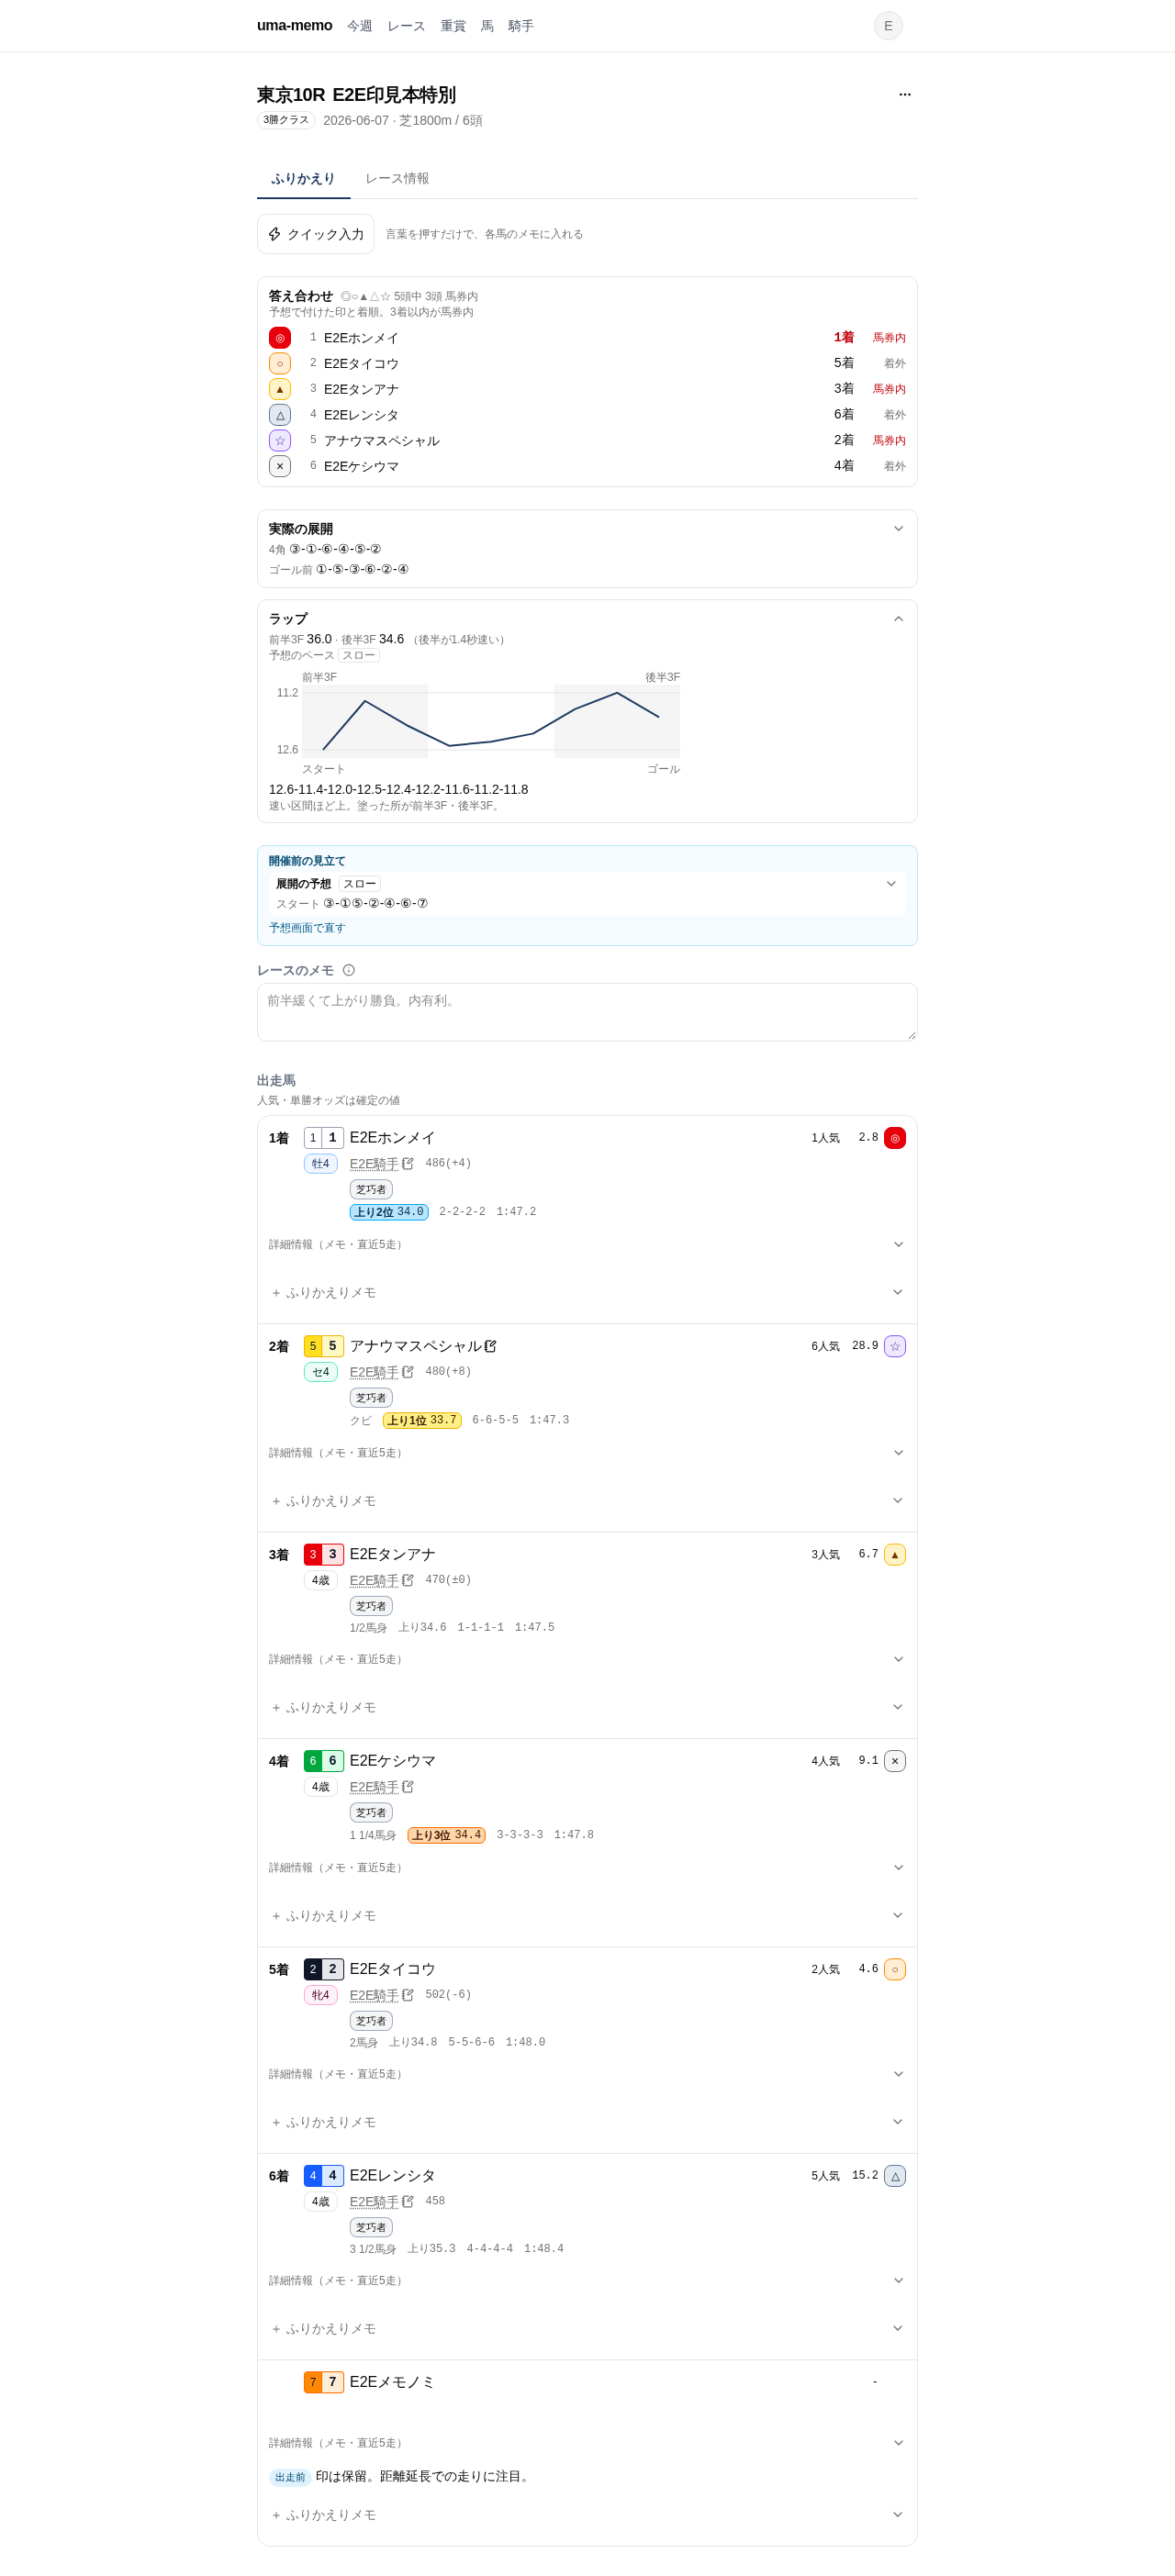 uma-memo 今週 レース 重賞 馬 騎手 E
東京10R E2E印見本特別
3勝クラス 2026-06-07 · 芝1800m / 6頭
ふりかえり レース情報
クイック入力 言葉を押すだけで、各馬のメモに入れる
答え合わせ ◎○▲△☆ 5頭中 3頭 馬券内
予想で付けた印と着順。3着以内が馬券内
◎ 1 E2Eホンメイ 1着 馬券内
○ 2 E2Eタイコウ 5着 着外
▲ 3 E2Eタンアナ 3着 馬券内
△ 4 E2Eレンシタ 6着 着外
☆ 5 アナウマスペシャル 2着 馬券内
× 6 E2Eケシウマ 4着 着外
実際の展開
4角 ③-①-⑥-④-⑤-②
ゴール前 ①-⑤-③-⑥-②-④
ラップ
前半3F 36.0 · 後半3F 34.6 （後半が1.4秒速い）
予想のペース スロー
前半3F 後半3F
11.2
12.6
スタート ゴール
12.6-11.4-12.0-12.5-12.4-12.2-11.6-11.2-11.8
速い区間ほど上。塗った所が前半3F・後半3F。
開催前の見立て
展開の予想 スロー
スタート ③-①⑤-②-④-⑥-⑦
予想画面で直す
レースのメモ
前半緩くて上がり勝負。内有利。
出走馬
人気・単勝オッズは確定の値
1着 1 1 E2Eホンメイ 1人気 2.8 ◎
牡4 E2E騎手 486(+4)
芝巧者
上り2位 34.0 2-2-2-2 1:47.2
詳細情報（メモ・直近5走）
＋ ふりかえりメモ
2着 5 5 アナウマスペシャル 6人気 28.9 ☆
セ4 E2E騎手 480(+8)
芝巧者
クビ 上り1位 33.7 6-6-5-5 1:47.3
詳細情報（メモ・直近5走）
＋ ふりかえりメモ
3着 3 3 E2Eタンアナ 3人気 6.7 ▲
4歳 E2E騎手 470(±0)
芝巧者
1/2馬身 上り34.6 1-1-1-1 1:47.5
詳細情報（メモ・直近5走）
＋ ふりかえりメモ
4着 6 6 E2Eケシウマ 4人気 9.1 ×
4歳 E2E騎手
芝巧者
1 1/4馬身 上り3位 34.4 3-3-3-3 1:47.8
詳細情報（メモ・直近5走）
＋ ふりかえりメモ
5着 2 2 E2Eタイコウ 2人気 4.6 ○
牝4 E2E騎手 502(-6)
芝巧者
2馬身 上り34.8 5-5-6-6 1:48.0
詳細情報（メモ・直近5走）
＋ ふりかえりメモ
6着 4 4 E2Eレンシタ 5人気 15.2 △
4歳 E2E騎手 458
芝巧者
3 1/2馬身 上り35.3 4-4-4-4 1:48.4
詳細情報（メモ・直近5走）
＋ ふりかえりメモ
7 7 E2Eメモノミ -
詳細情報（メモ・直近5走）
出走前 印は保留。距離延長での走りに注目。
＋ ふりかえりメモ